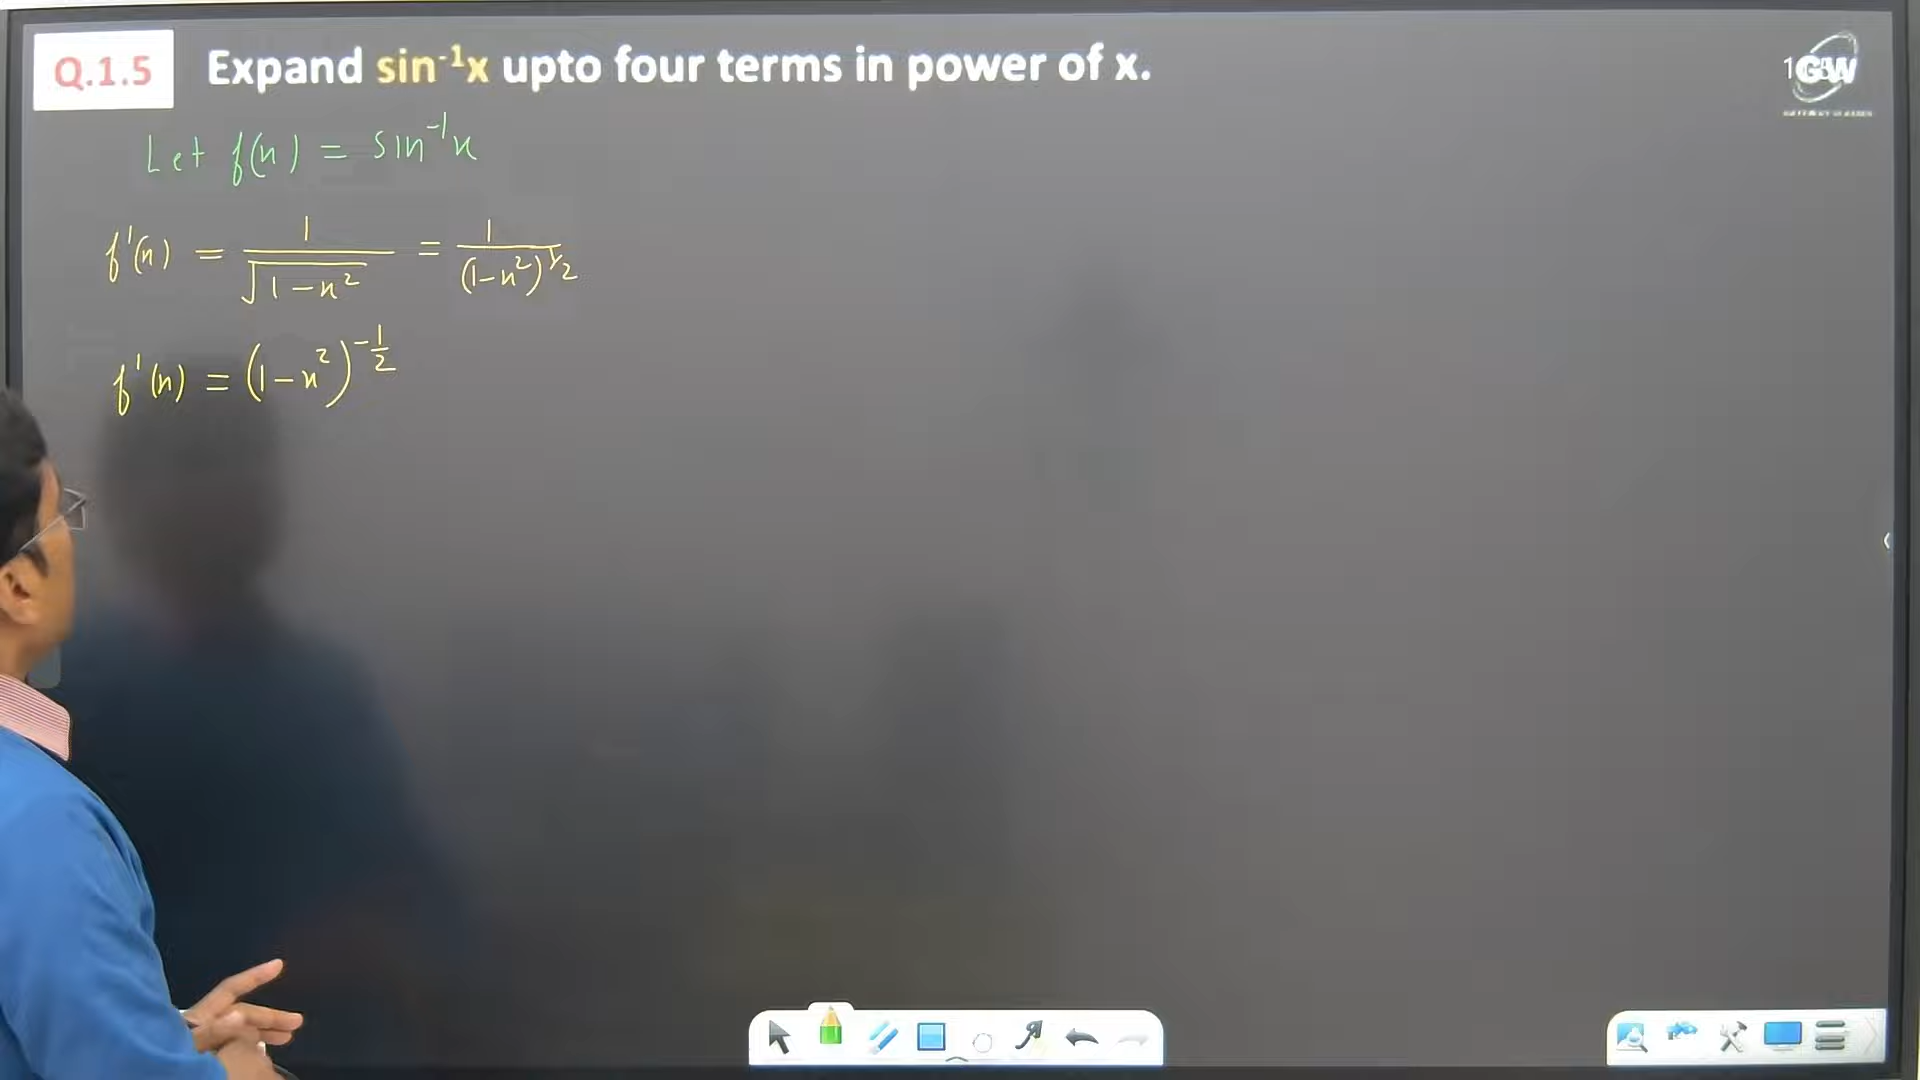 Q.1.5 Expand sin⁻¹x upto four terms in power of x.
GW
Let f(x) = sin⁻¹x
f'(x) = 1/√(1-x²) = 1/(1-x²)^1/2
f'(x) = (1-x²)^-1/2